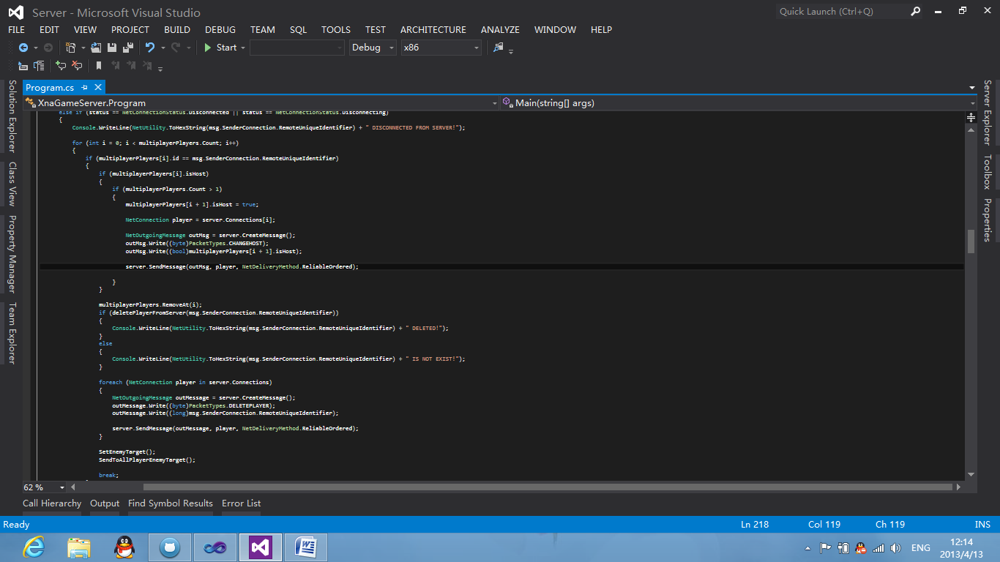 Server - Microsoft Visual Studio
Quick Launch (Ctrl+Q)
FILE EDIT VIEW PROJECT BUILD DEBUG TEAM SQL TOOLS TEST ARCHITECTURE ANALYZE WINDOW HELP
Start Debug x86
Program.cs
XnaGameServer.Program
Main(string[] args)
Solution Explorer
Class View
Property Manager
Team Explorer
else if (status == NetConnectionStatus.Disconnected || status == NetConnectionStatus.Disconnecting)
{
Console.WriteLine(NetUtility.ToHexString(msg.SenderConnection.RemoteUniqueIdentifier) + " DISCONNECTED FROM SERVER!");
for (int i = 0; i < multiplayerPlayers.Count; i++)
{
if (multiplayerPlayers[i].id == msg.SenderConnection.RemoteUniqueIdentifier)
{
if (multiplayerPlayers[i].isHost)
{
if (multiplayerPlayers.Count > 1)
{
multiplayerPlayers[i + 1].isHost = true;
NetConnection player = server.Connections[i];
NetOutgoingMessage outMsg = server.CreateMessage();
outMsg.Write((byte)PacketTypes.CHANGEHOST);
outMsg.Write((bool)multiplayerPlayers[i + 1].isHost);
server.SendMessage(outMsg, player, NetDeliveryMethod.ReliableOrdered);
}
}
multiplayerPlayers.RemoveAt(i);
if (deletePlayerFromServer(msg.SenderConnection.RemoteUniqueIdentifier))
{
Console.WriteLine(NetUtility.ToHexString(msg.SenderConnection.RemoteUniqueIdentifier) + " DELETED!");
}
else
{
Console.WriteLine(NetUtility.ToHexString(msg.SenderConnection.RemoteUniqueIdentifier) + " IS NOT EXIST!");
}
foreach (NetConnection player in server.Connections)
{
NetOutgoingMessage outMessage = server.CreateMessage();
outMessage.Write((byte)PacketTypes.DELETEPLAYER);
outMessage.Write((long)msg.SenderConnection.RemoteUniqueIdentifier);
server.SendMessage(outMessage, player, NetDeliveryMethod.ReliableOrdered);
}
SetEnemyTarget();
SendToAllPlayerEnemyTarget();
break;
Server Explorer
Toolbox
Properties
62 %
Call Hierarchy Output Find Symbol Results Error List
Ready Ln 218 Col 119 Ch 119 INS
ENG
12:14
2013/4/13